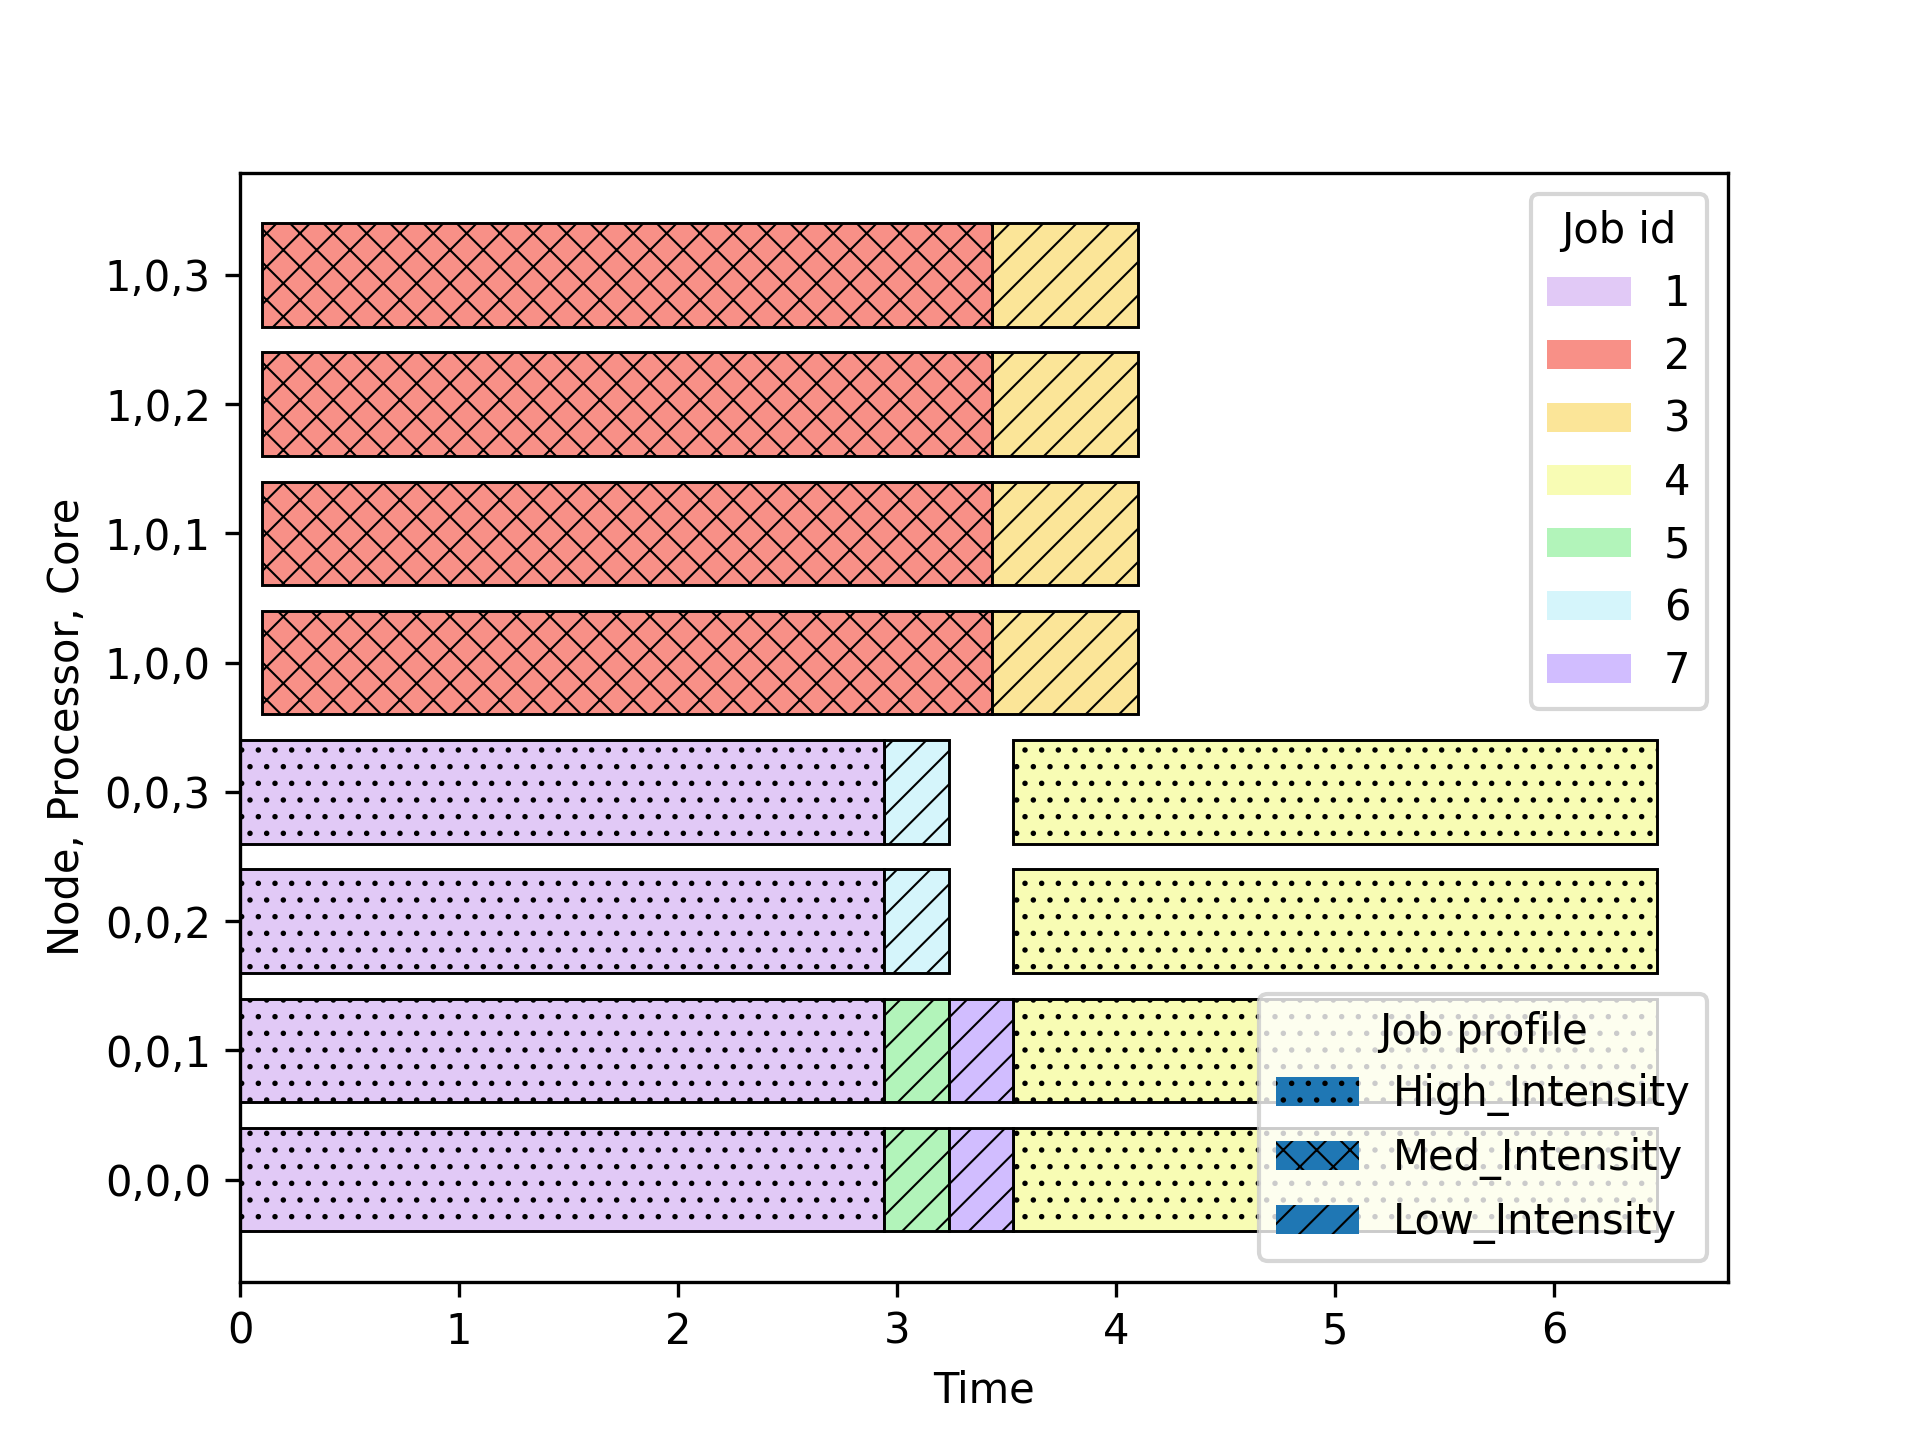 Node, Processor, Core
1,0,3
1,0,2
1,0,1
1,0,0
0,0,3
0,0,2
0,0,1
0,0,0
Job id
1
2
3
4
5
6
7
Job profile
High_Intensity
Med_Intensity
Low_Intensity
0 1 2 3 4 5 6
Time